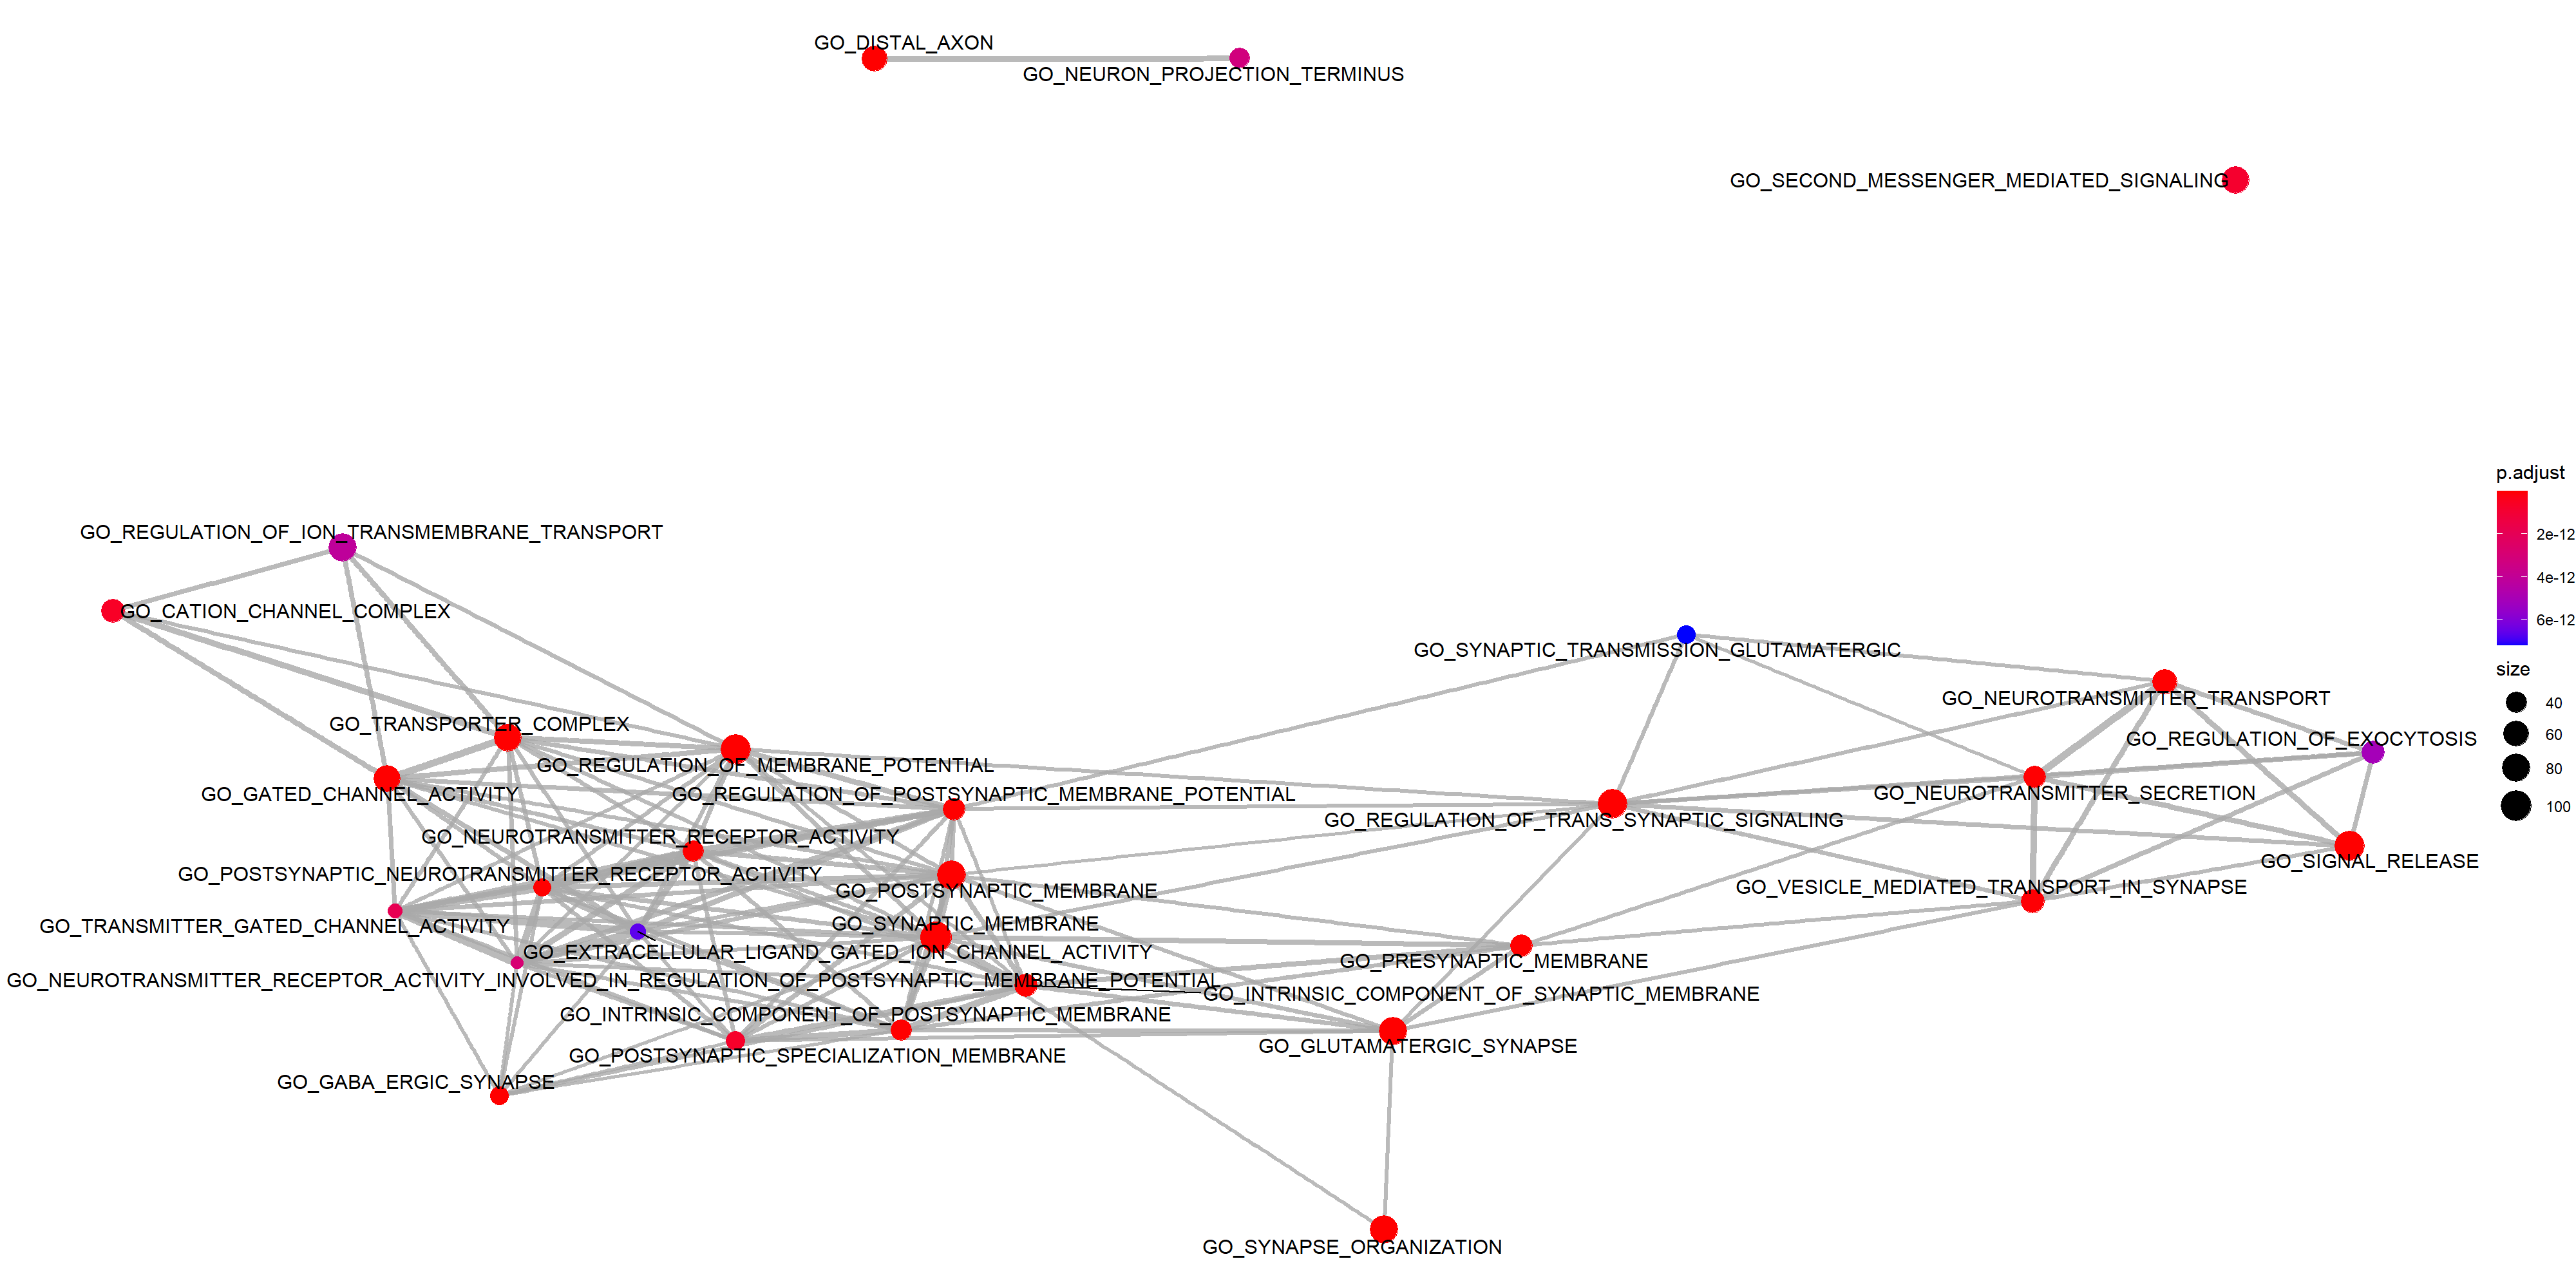 GO_DISTAL_AXON
GO_NEURON_PROJECTION_TERMINUS
GO_SECOND_MESSENGER_MEDIATED_SIGNALING
GO_REGULATION_OF_ION_TRANSMEMBRANE_TRANSPORT
GO_CATION_CHANNEL_COMPLEX
GO_SYNAPTIC_TRANSMISSION_GLUTAMATERGIC
GO_NEUROTRANSMITTER_TRANSPORT
GO_TRANSPORTER_COMPLEX
GO_REGULATION_OF_EXOCYTOSIS
GO_REGULATION_OF_MEMBRANE_POTENTIAL
GO_GATED_CHANNEL_ACTIVITY
GO_REGULATION_OF_POSTSYNAPTIC_MEMBRANE_POTENTIAL
GO_NEUROTRANSMITTER_SECRETION
GO_REGULATION_OF_TRANS_SYNAPTIC_SIGNALING
GO_NEUROTRANSMITTER_RECEPTOR_ACTIVITY
GO_SIGNAL_RELEASE
GO_POSTSYNAPTIC_NEUROTRANSMITTER_RECEPTOR_ACTIVITY
GO_POSTSYNAPTIC_MEMBRANE
GO_VESICLE_MEDIATED_TRANSPORT_IN_SYNAPSE
GO_TRANSMITTER_GATED_CHANNEL_ACTIVITY
GO_SYNAPTIC_MEMBRANE
GO_EXTRACELLULAR_LIGAND_GATED_ION_CHANNEL_ACTIVITY
GO_PRESYNAPTIC_MEMBRANE
GO_NEUROTRANSMITTER_RECEPTOR_ACTIVITY_INVOLVED_IN_REGULATION_OF_POSTSYNAPTIC_MEMBRANE_POTENTIAL
GO_INTRINSIC_COMPONENT_OF_SYNAPTIC_MEMBRANE
GO_INTRINSIC_COMPONENT_OF_POSTSYNAPTIC_MEMBRANE
GO_GLUTAMATERGIC_SYNAPSE
GO_POSTSYNAPTIC_SPECIALIZATION_MEMBRANE
GO_GABA_ERGIC_SYNAPSE
GO_SYNAPSE_ORGANIZATION
p.adjust
2e-12
4e-12
6e-12
size
40
60
80
100